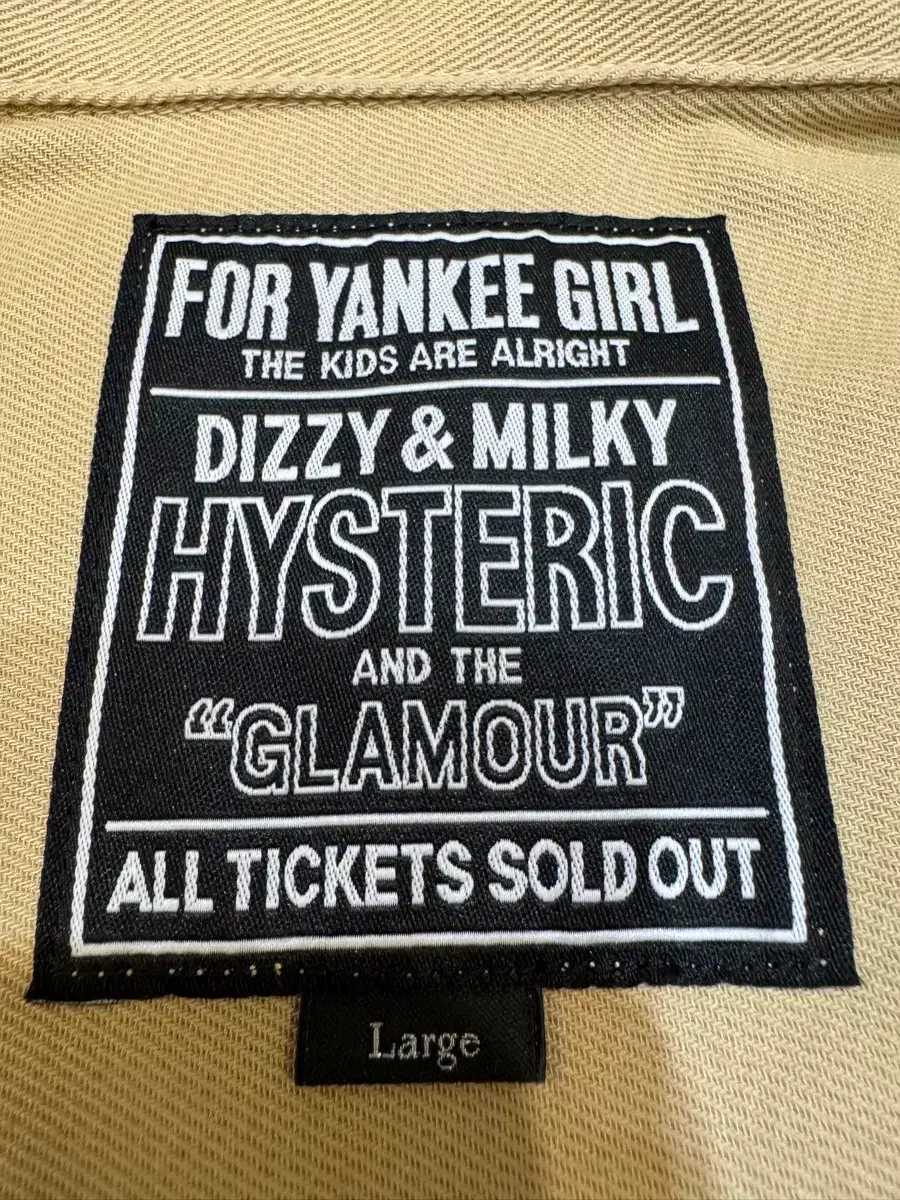 FOR YANKEE GIRL
THE KIDS ARE ALRIGHT
DIZZY & MILKY
HYSTERIC
AND THE
“GLAMOUR”
ALL TICKETS SOLD OUT
Large